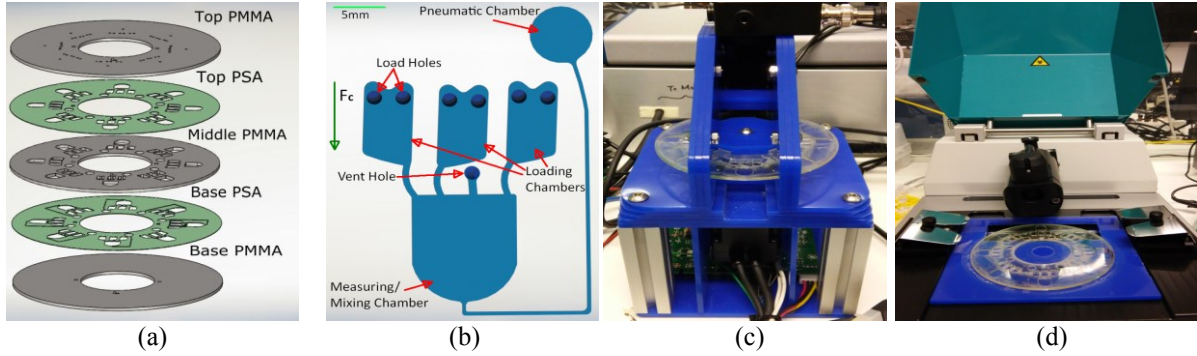 Top PMMA
Top PSA
Middle PMMA
Base PSA
Base PMMA
(a)
5mm
Pneumatic Chamber
Load Holes
Fc
Vent Hole
Loading
Chambers
Measuring/
Mixing Chamber
(b)
To
(c)
(d)